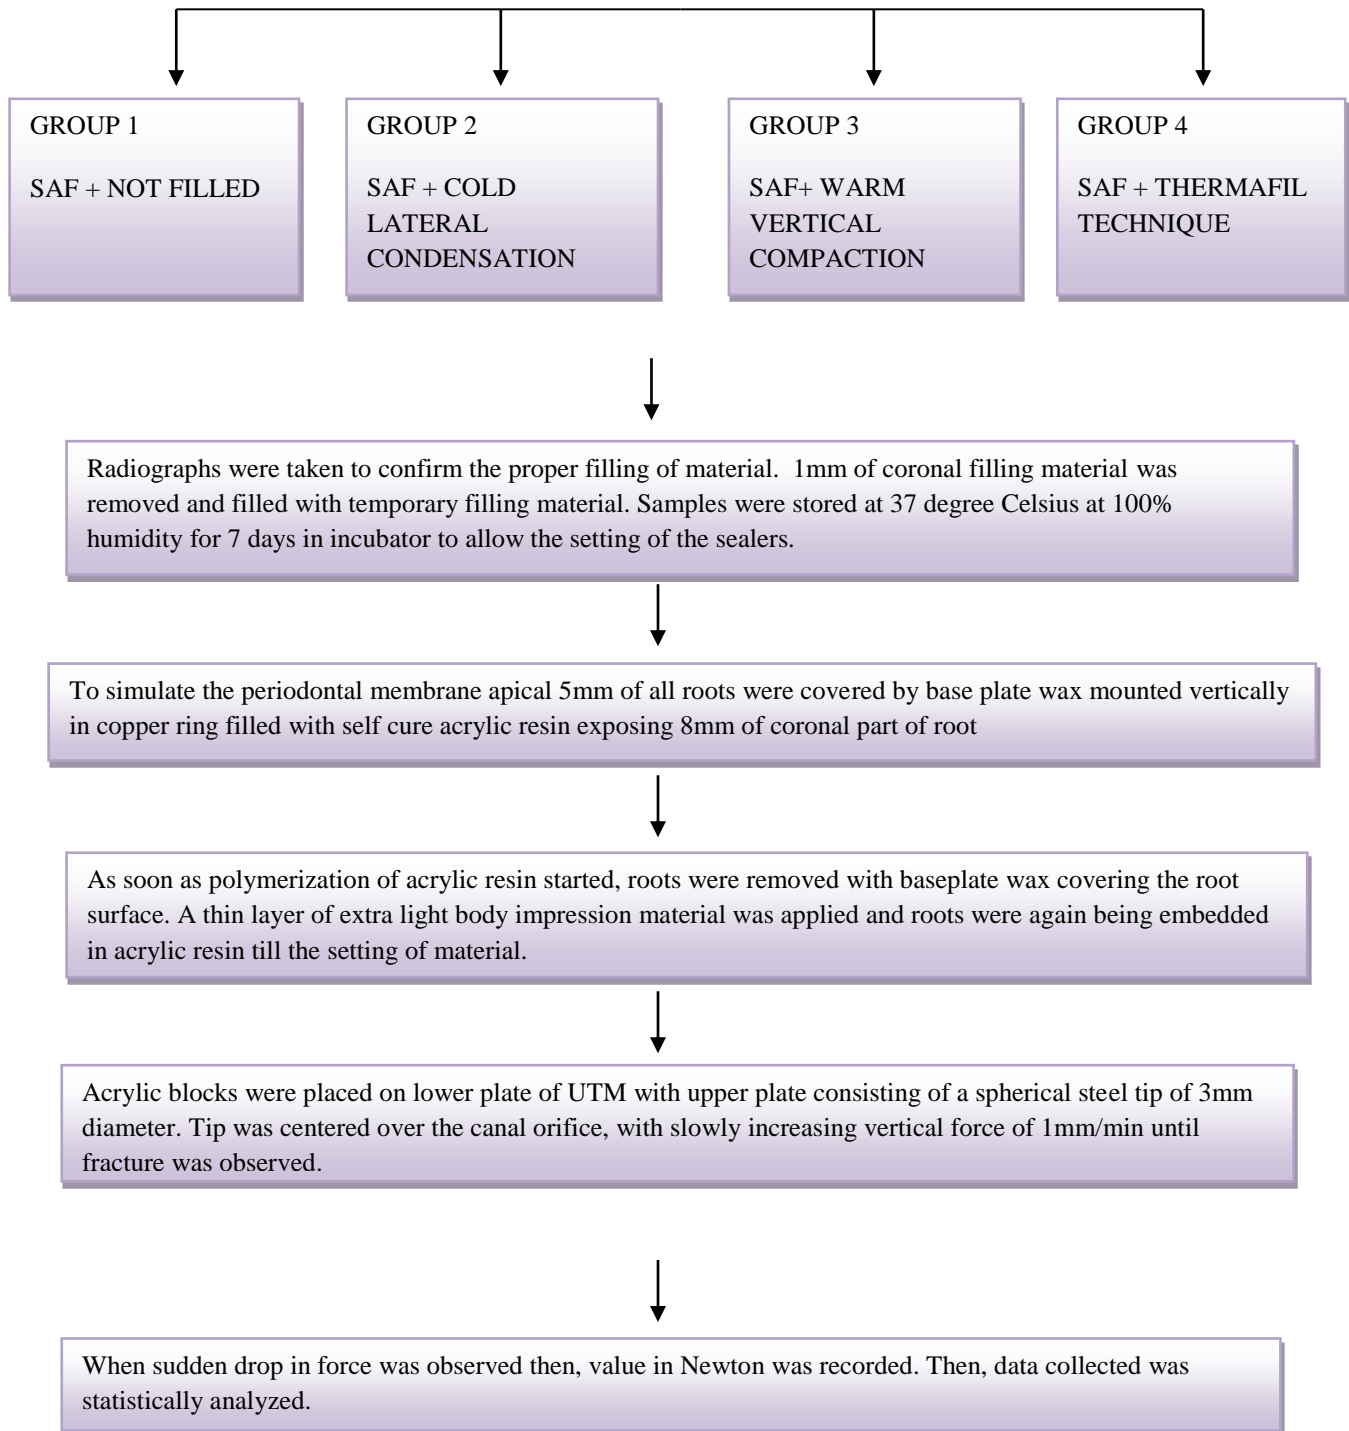 GROUP 1
SAF + NOT FILLED
GROUP 2
SAF + COLD
LATERAL
CONDENSATION
GROUP 3
SAF+ WARM
VERTICAL
COMPACTION
GROUP 4
SAF + THERMAFIL
TECHNIQUE
Radiographs were taken to confirm the proper filling of material.  1mm of coronal filling material was
removed and filled with temporary filling material. Samples were stored at 37 degree Celsius at 100%
humidity for 7 days in incubator to allow the setting of the sealers.
To simulate the periodontal membrane apical 5mm of all roots were covered by base plate wax mounted vertically
in copper ring filled with self cure acrylic resin exposing 8mm of coronal part of root
As soon as polymerization of acrylic resin started, roots were removed with baseplate wax covering the root
surface. A thin layer of extra light body impression material was applied and roots were again being embedded
in acrylic resin till the setting of material.
Acrylic blocks were placed on lower plate of UTM with upper plate consisting of a spherical steel tip of 3mm
diameter. Tip was centered over the canal orifice, with slowly increasing vertical force of 1mm/min until
fracture was observed.
When sudden drop in force was observed then, value in Newton was recorded. Then, data collected was
statistically analyzed.